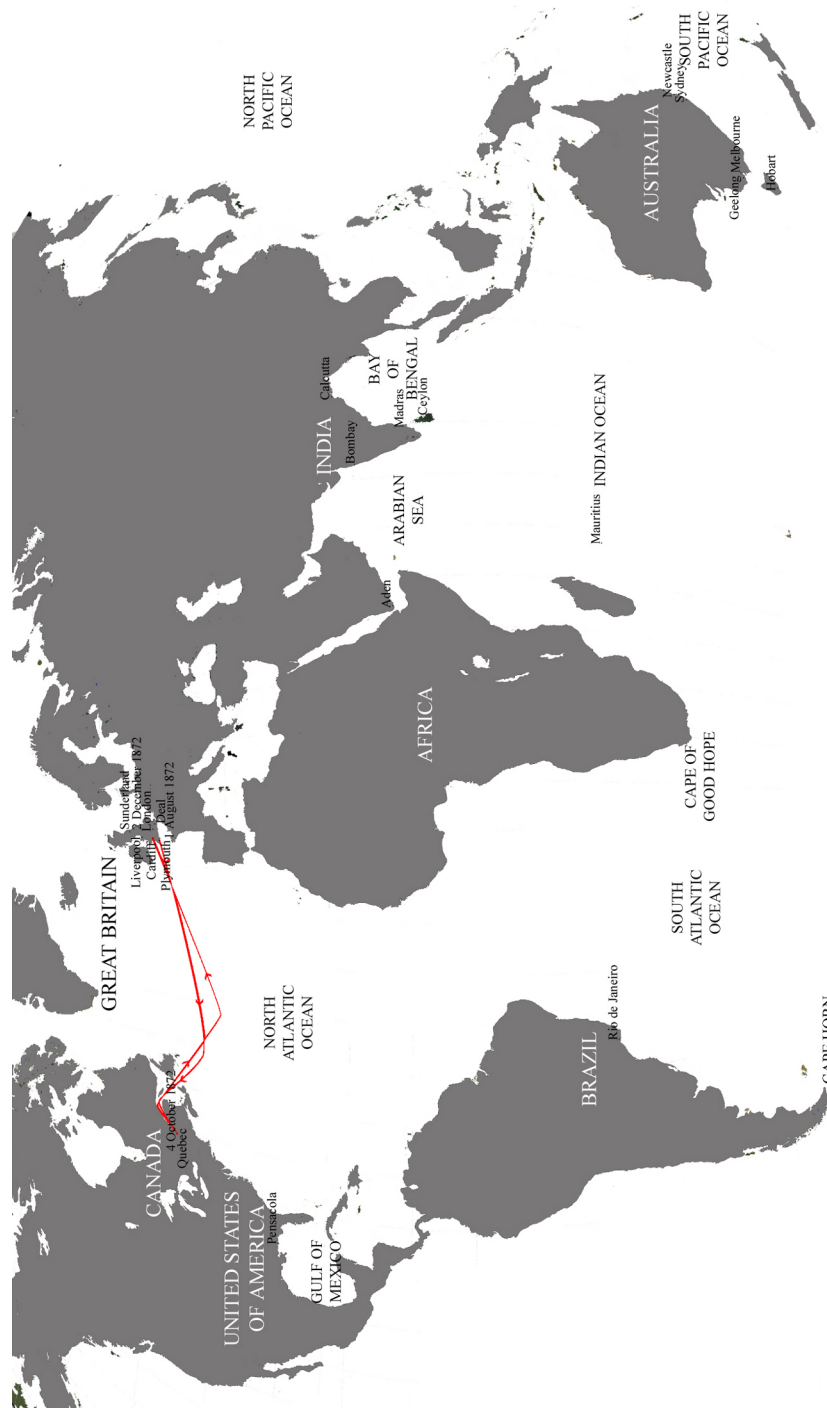 GREAT BRITAIN
Sunderland
Liverpool 2 December 1872
Cardiff London
Deal
Plymouth 1 August 1872
CANADA
4 October 1872
Quebec
UNITED STATES
OF AMERICA
Pensacola
GULF OF
MEXICO
NORTH
ATLANTIC
OCEAN
NORTH
PACIFIC
OCEAN
INDIA
Calcutta
Bombay
BAY
OF
BENGAL
Madras
Ceylon
ARABIAN
SEA
Aden
AFRICA
Mauritius
INDIAN OCEAN
BRAZIL
Rio de Janeiro
SOUTH
ATLANTIC
OCEAN
CAPE OF
GOOD HOPE
AUSTRALIA
Newcastle
Sydney
SOUTH
PACIFIC
OCEAN
Geelong Melbourne
Hobart
CAPE HORN